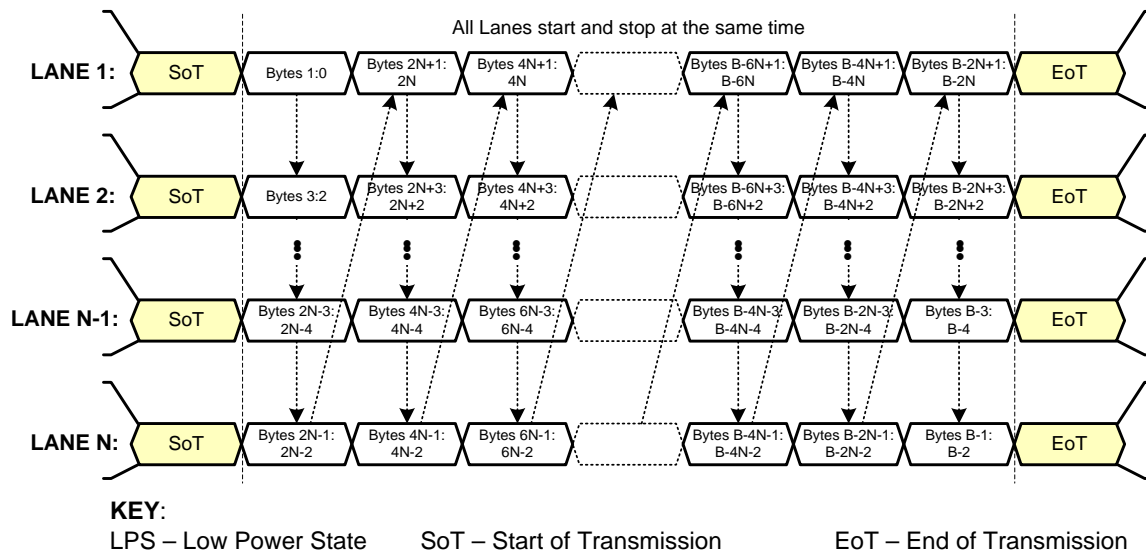 All Lanes start and stop at the same time
LANE 1:
SoT
Bytes 1:0
Bytes 2N+1:
2N
Bytes 4N+1:
4N
Bytes B-6N+1:
B-6N
Bytes B-4N+1:
B-4N
Bytes B-2N+1:
B-2N
EoT
LANE 2:
SoT
Bytes 3:2
Bytes 2N+3:
2N+2
Bytes 4N+3:
4N+2
Bytes B-6N+3:
B-6N+2
Bytes B-4N+3:
B-4N+2
Bytes B-2N+3:
B-2N+2
EoT
LANE N-1:
SoT
Bytes 2N-3:
2N-4
Bytes 4N-3:
4N-4
Bytes 6N-3:
6N-4
Bytes B-4N-3:
B-4N-4
Bytes B-2N-3:
B-2N-4
Bytes B-3:
B-4
EoT
LANE N:
SoT
Bytes 2N-1:
2N-2
Bytes 4N-1:
4N-2
Bytes 6N-1:
6N-2
Bytes B-4N-1:
B-4N-2
Bytes B-2N-1:
B-2N-2
Bytes B-1:
B-2
EoT
KEY:
LPS – Low Power State SoT – Start of Transmission EoT – End of Transmission